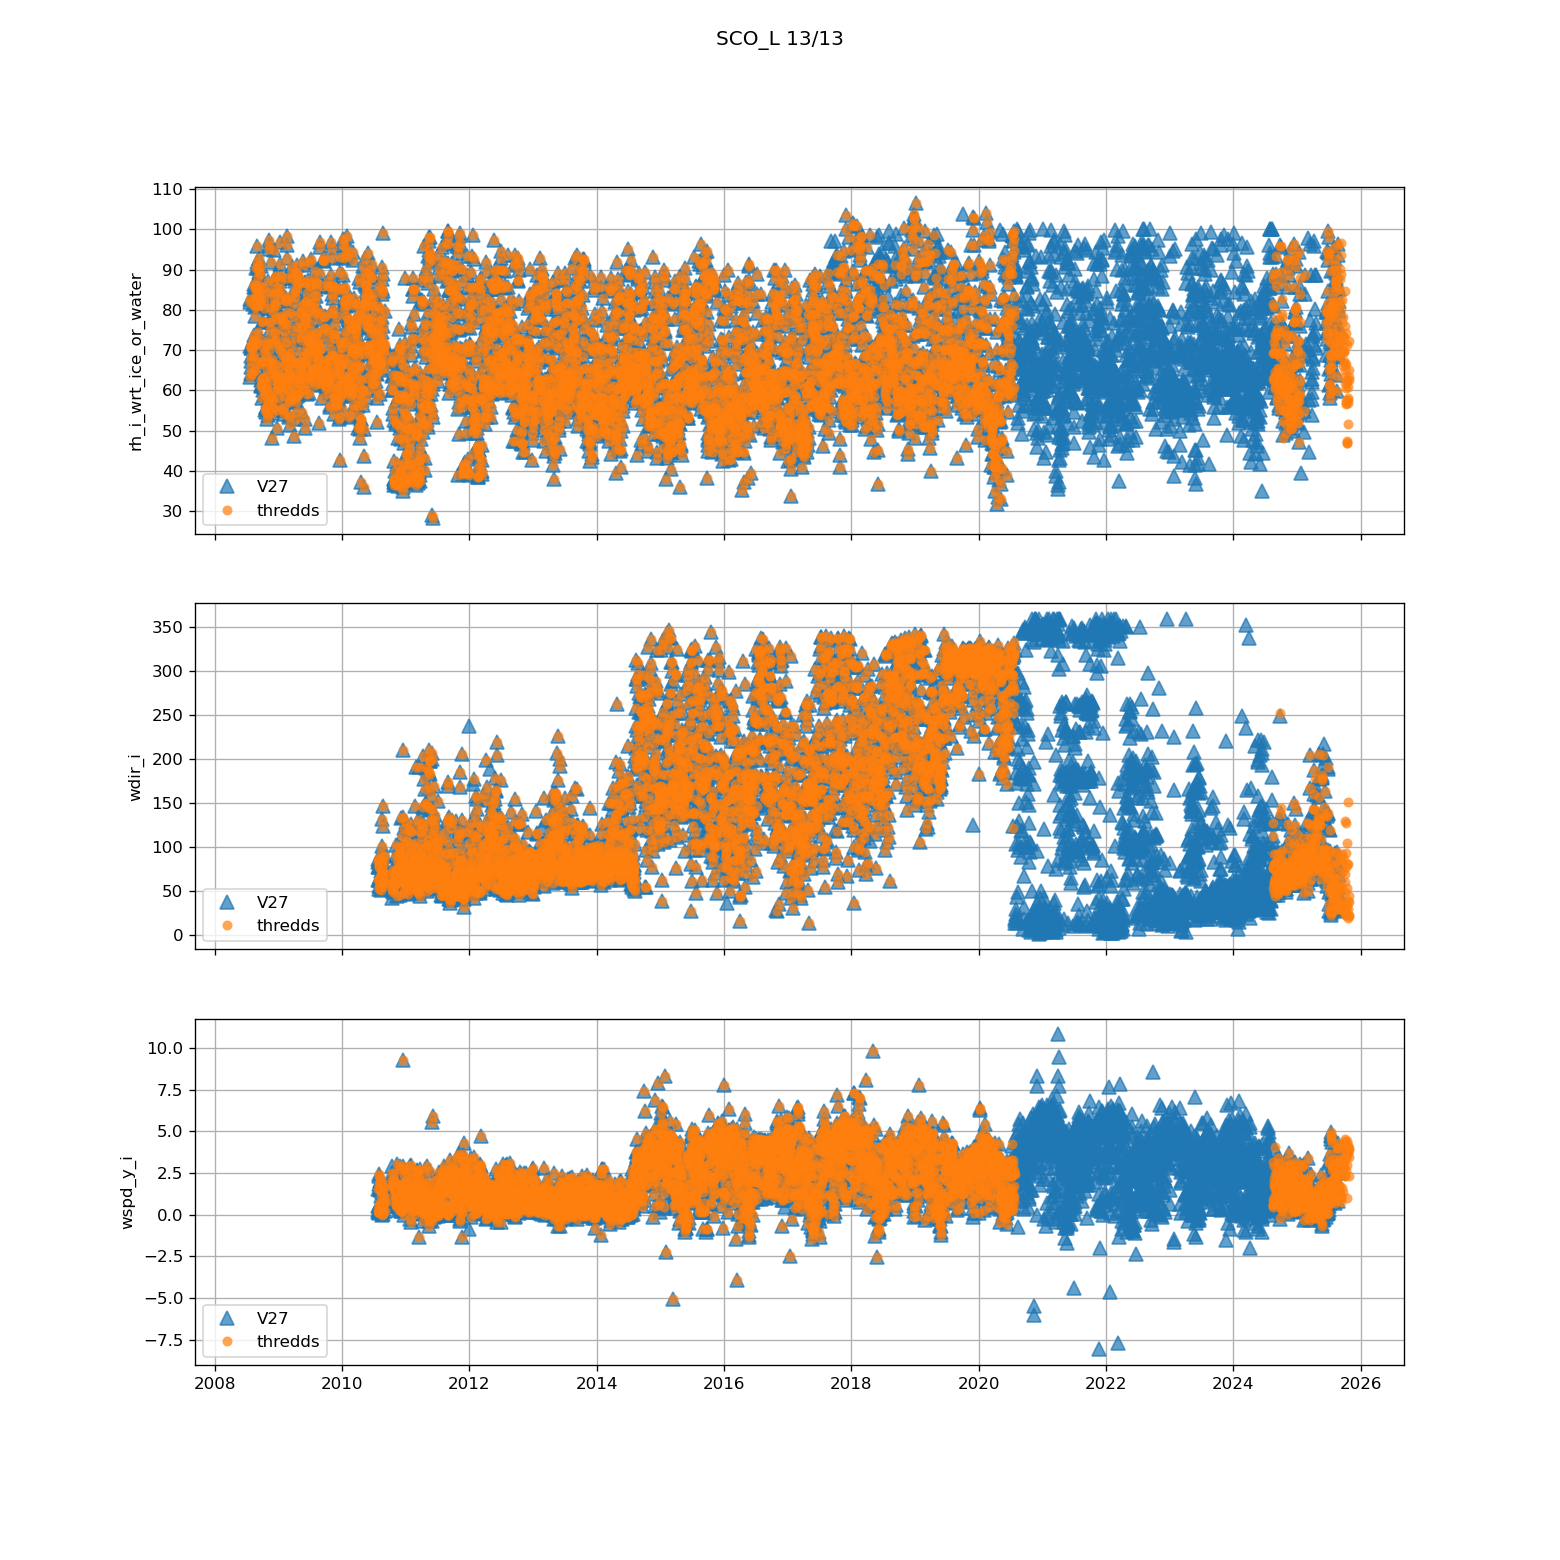 SCO_L 13/13
110
100
90
80
70
60
50
40
30
rh_i_wrt_ice_or_water
V27
thredds
350
300
250
200
150
100
50
0
wdir_i
V27
thredds
10.0
7.5
5.0
2.5
0.0
−2.5
−5.0
−7.5
wspd_y_i
V27
thredds
2008 2010 2012 2014 2016 2018 2020 2022 2024 2026